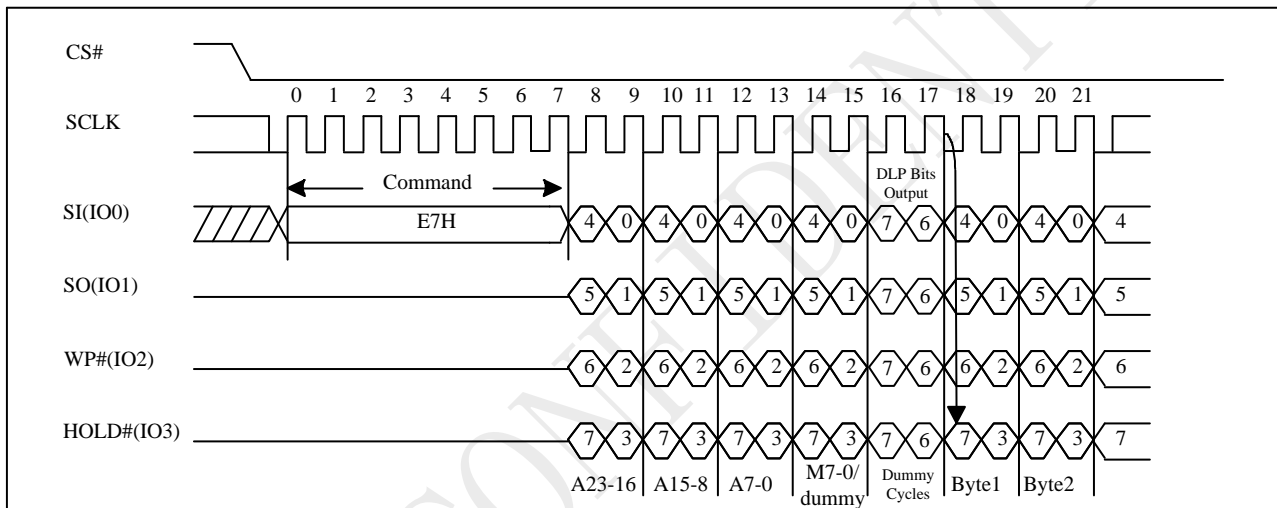 CS#
0 1 2 3 4 5 6 7 8 9 10 11 12 13 14 15 16 17 18 19 20 21
SCLK
Command
DLP Bits
Output
SI(IO0)
E7H
4 0 4 0 4 0 4 0 7 6 4 0 4 0 4
SO(IO1)
5 1 5 1 5 1 5 1 7 6 5 1 5 1 5
WP#(IO2)
6 2 6 2 6 2 6 2 7 6 6 2 6 2 6
HOLD#(IO3)
7 3 7 3 7 3 7 3 7 6 7 3 7 3 7
A23-16 A15-8 A7-0 M7-0/
dummy
Dummy
Cycles
Byte1 Byte2
CONFIDENT